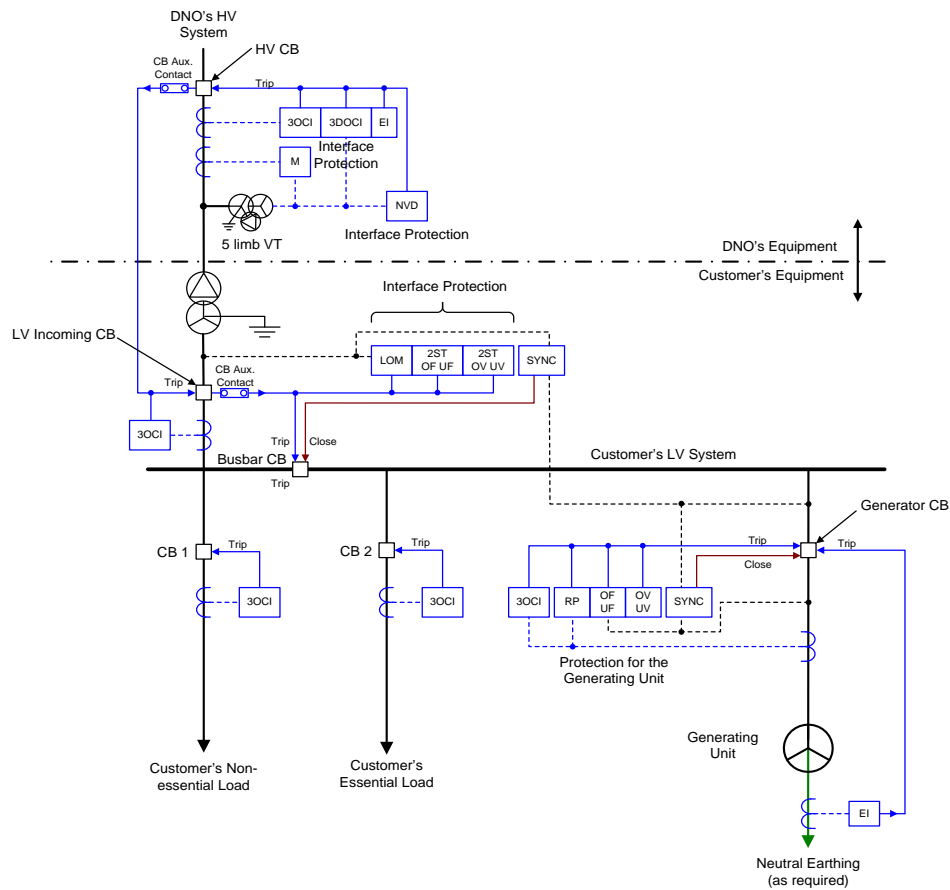 DNO's HV
System
HV CB
CB Aux.
Contact
Trip
3OCI
3DOCI
EI
Interface
Protection
M
NVD
5 limb VT
Interface Protection
DNO's Equipment
Customer's Equipment
Interface Protection
LV Incoming CB
LOM
2ST
OF UF
2ST
OV UV
SYNC
Trip
CB Aux.
Contact
3OCI
Trip
Close
Busbar CB
Trip
Customer's LV System
Generator CB
CB 1
Trip
3OCI
CB 2
Trip
3OCI
Trip
Trip
Close
3OCI
RP
OF
UF
OV
UV
SYNC
Protection for the
Generating Unit
Generating
Unit
Customer's Non-
essential Load
Customer's
Essential Load
EI
Neutral Earthing
(as required)